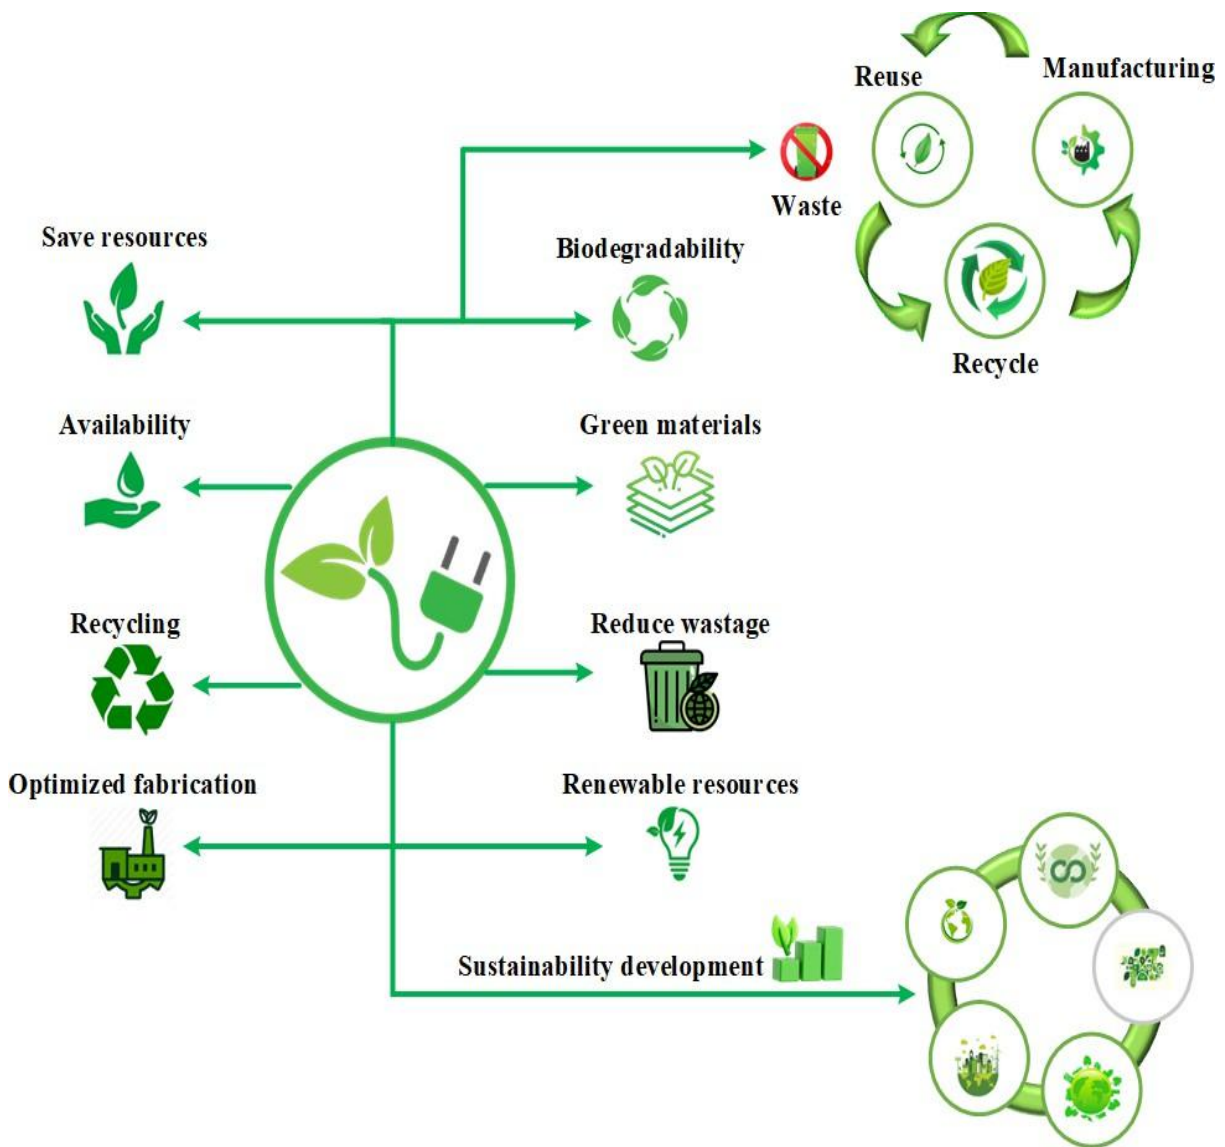 Reuse
Manufacturing
Waste
Recycle
Save resources
Biodegradability
Availability
Green materials
Recycling
Reduce wastage
Optimized fabrication
Renewable resources
Sustainability development